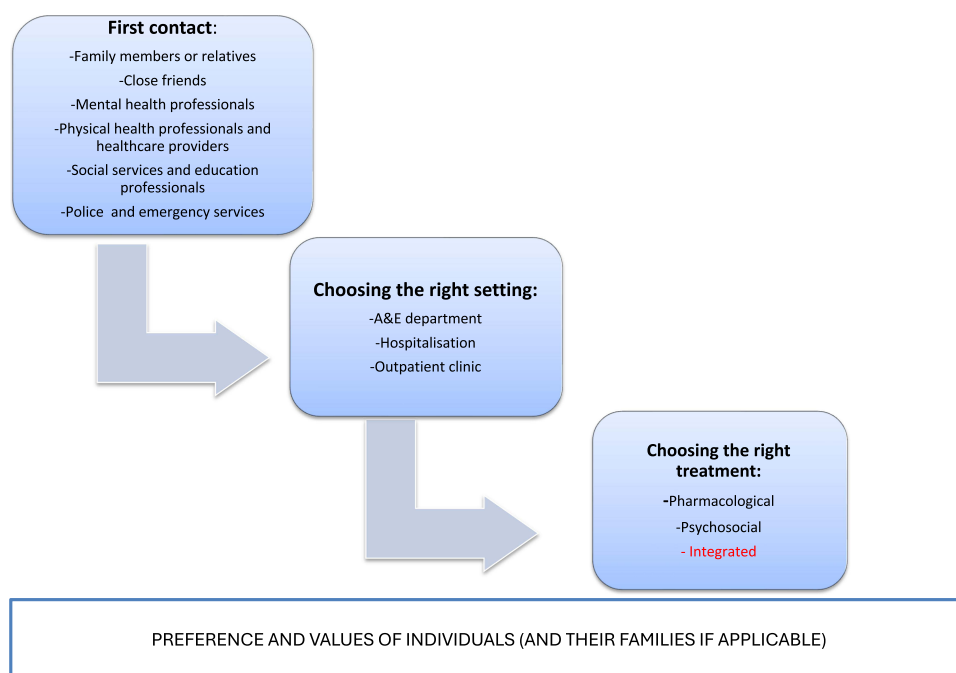 First contact:
-Family members or relatives
-Close friends
-Mental health professionals
-Physical health professionals and
healthcare providers
-Social services and education
professionals
-Police  and emergency services
Choosing the right setting:
-A&E department
-Hospitalisation
-Outpatient clinic
Choosing the right
treatment:
-Pharmacological
-Psychosocial
- Integrated
PREFERENCE AND VALUES OF INDIVIDUALS (AND THEIR FAMILIES IF APPLICABLE)